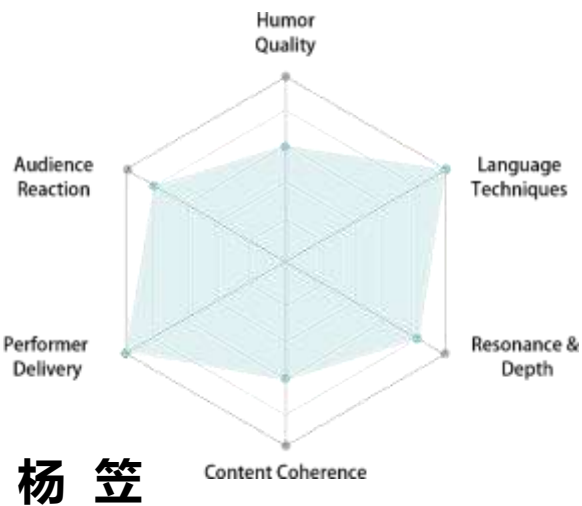 Humor
Quality
Audience
Reaction
Language
Techniques
Performer
Delivery
Resonance &
Depth
Content Coherence
杨 笠